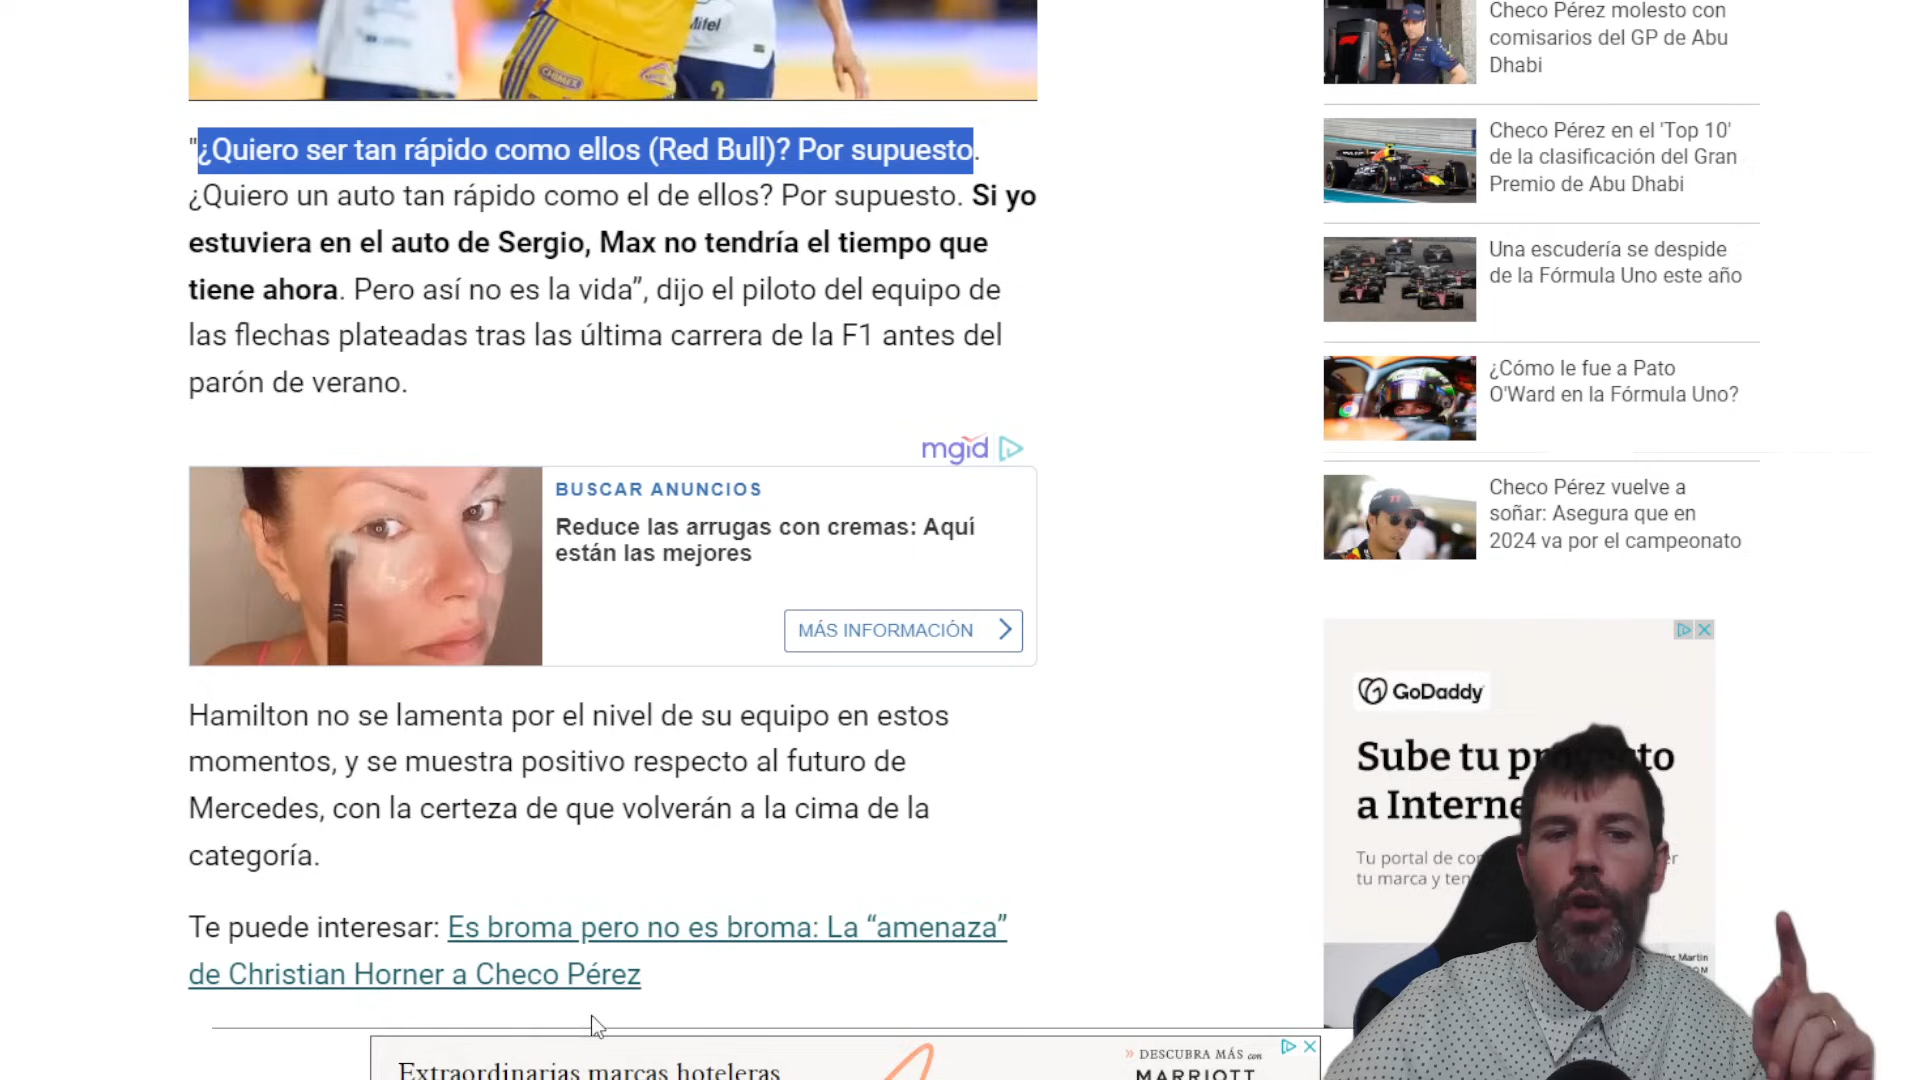 Mifel
CHIMEX
"¿Quiero ser tan rápido como ellos (Red Bull)? Por supuesto.
¿Quiero un auto tan rápido como el de ellos? Por supuesto. Si yo
estuviera en el auto de Sergio, Max no tendría el tiempo que
tiene ahora. Pero así no es la vida”, dijo el piloto del equipo de
las flechas plateadas tras las última carrera de la F1 antes del
parón de verano.
mgid
BUSCAR ANUNCIOS
Reduce las arrugas con cremas: Aquí
están las mejores
MÁS INFORMACIÓN
Hamilton no se lamenta por el nivel de su equipo en estos
momentos, y se muestra positivo respecto al futuro de
Mercedes, con la certeza de que volverán a la cima de la
categoría.
Te puede interesar: Es broma pero no es broma: La “amenaza”
de Christian Horner a Checo Pérez
Extraordinarias marcas hoteleras
» DESCUBRA MÁS con
MARRIOTT
Checo Pérez molesto con
comisarios del GP de Abu
Dhabi
Checo Pérez en el 'Top 10'
de la clasificación del Gran
Premio de Abu Dhabi
Una escudería se despide
de la Fórmula Uno este año
¿Cómo le fue a Pato
O'Ward en la Fórmula Uno?
Checo Pérez vuelve a
soñar: Asegura que en
2024 va por el campeonato
GoDaddy
Sube tu
a Interne
Tu portal de
tu marca y
Martin